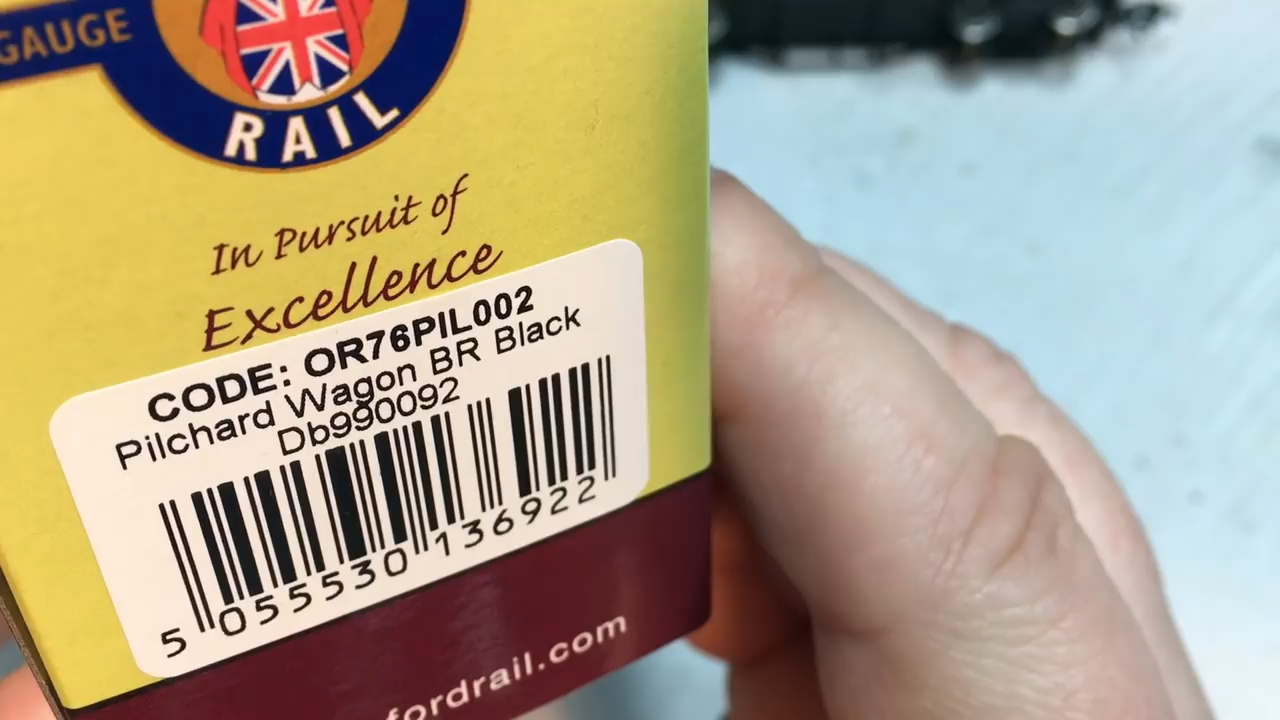 GAUGE
RAIL
In Pursuit of
Excellence
CODE: OR76PIL002
Pilchard Wagon BR Black
Db990092
5 055530 136922
fordrail.com